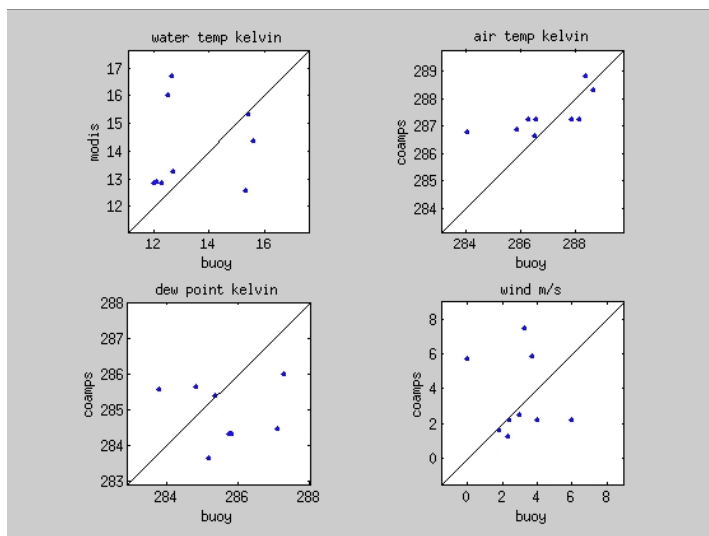 water temp kelvin
17
16
15
14
13
12
modis
12 14 16
buoy
air temp kelvin
289
288
287
286
285
284
coamps
284 286 288
buoy
dew point kelvin
288
287
286
285
284
283
coamps
284 286 288
buoy
wind m/s
8
6
4
2
0
coamps
0 2 4 6 8
buoy